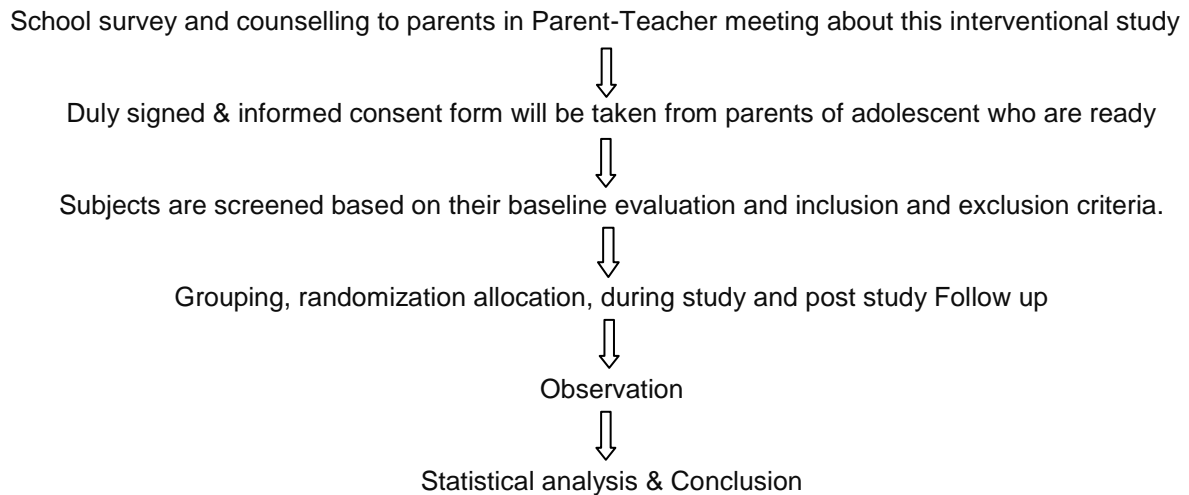 School survey and counselling to parents in Parent-Teacher meeting about this interventional study
Duly signed & informed consent form will be taken from parents of adolescent who are ready
Subjects are screened based on their baseline evaluation and inclusion and exclusion criteria.
Grouping, randomization allocation, during study and post study Follow up
Observation
Statistical analysis & Conclusion